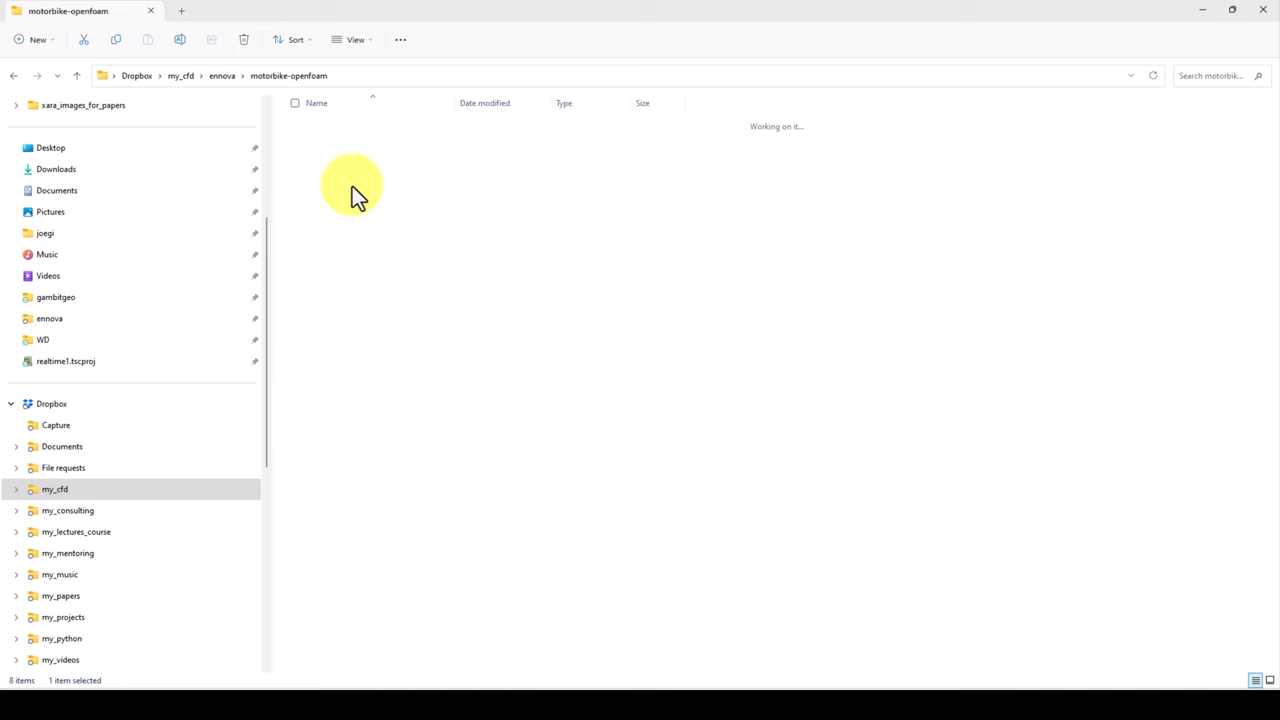 motorbike-openfoam
New
Sort
View
Dropbox
my_cfd
ennova
motorbike-openfoam
Search motorbik...
xara_images_for_papers
Name
Date modified
Type
Size
Working on it...
Desktop
Downloads
Documents
Pictures
joegi
Music
Videos
gambitgeo
ennova
WD
realtime1.tscproj
Dropbox
Capture
Documents
File requests
my_cfd
my_consulting
my_lectures_course
my_mentoring
my_music
my_papers
my_projects
my_python
my_videos
8 items
1 item selected